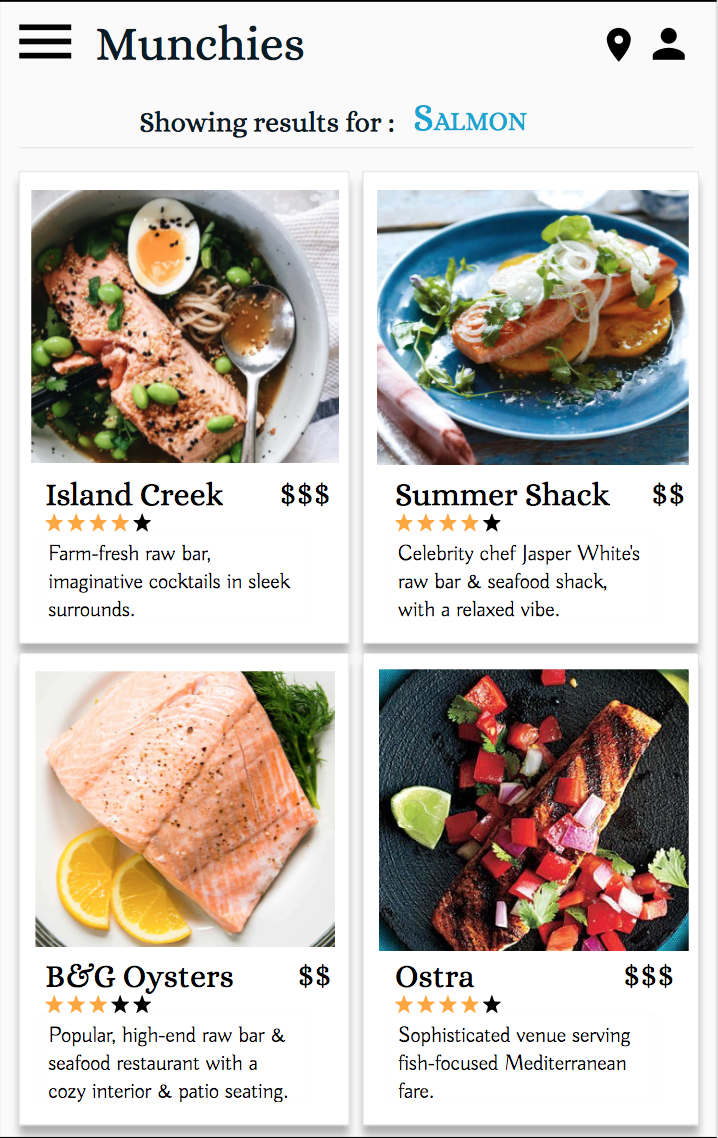 Munchies
Showing results for : SALMON
Island Creek $$$
Farm-fresh raw bar,
imaginative cocktails in sleek
surrounds.
Summer Shack $$
Celebrity chef Jasper White's
raw bar & seafood shack,
with a relaxed vibe.
B&G Oysters $$
Popular, high-end raw bar &
seafood restaurant with a
cozy interior & patio seating.
Ostra $$$
Sophisticated venue serving
fish-focused Mediterranean
fare.